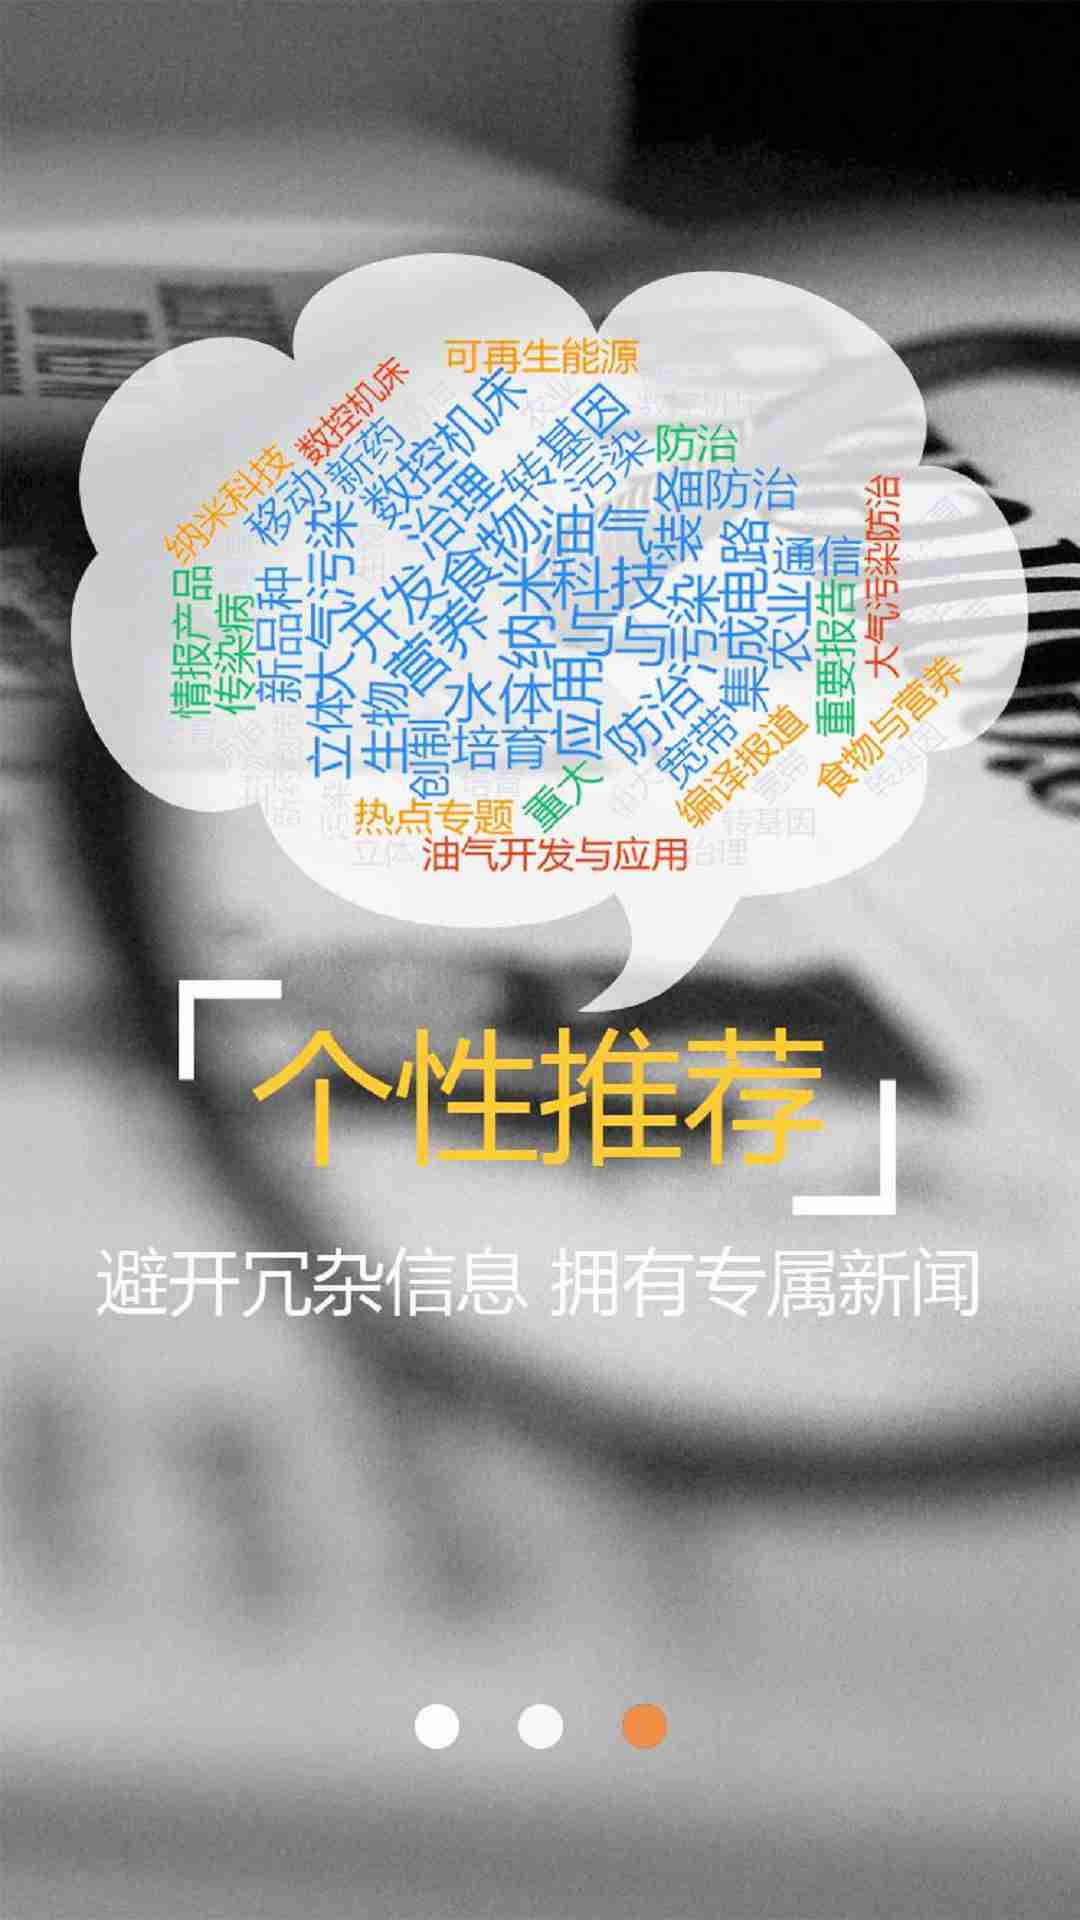 可再生能源
数控机床
数控机床
转基因
新药
污染
防治
纳米科技
移动
治理
备防治
大气污染防治
大气污染
食物
油气
装
集成电路
通信
情报产品
传染病
新品种
开发
营养
纳米科技
与
与
污染
农业
重要报告
立体
生物
水体
应用
防治
宽带
食物与营养
创制
培育
编译报道
重大
热点专题
转基因
立体
油气开发与应用
治理
个性推荐
避开冗杂信息 拥有专属新闻